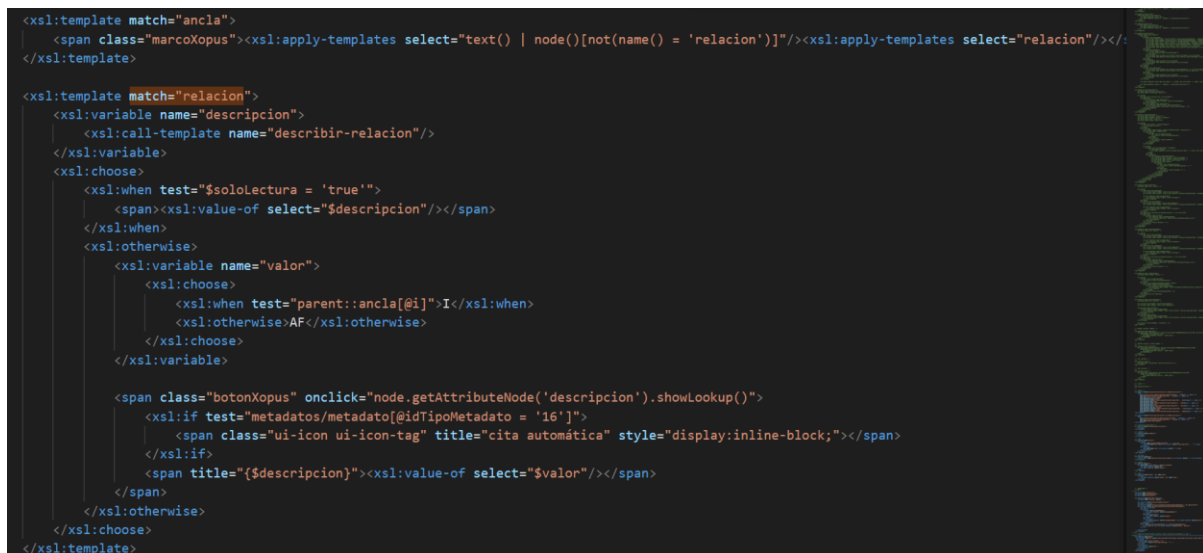 <xsl:template match="ancla">
<span class="marcoXopus"><xsl:apply-templates select="text() | node()[not(name() = 'relacion')]"/><xsl:apply-templates select="relacion"/></
</xsl:template>
<xsl:template match="relacion">
<xsl:variable name="descripcion">
<xsl:call-template name="describir-relacion"/>
</xsl:variable>
<xsl:choose>
<xsl:when test="$soloLectura = 'true'">
<span><xsl:value-of select="$descripcion"/></span>
</xsl:when>
<xsl:otherwise>
<xsl:variable name="valor">
<xsl:choose>
<xsl:when test="parent::ancla[@i]">I</xsl:when>
<xsl:otherwise>AF</xsl:otherwise>
</xsl:choose>
</xsl:variable>
<span class="botonXopus" onclick="node.getAttributeNode('descripcion').showLookup()">
<xsl:if test="metadatos/metadato[@idTipoMetadato = '16']">
<span class="ui-icon ui-icon-tag" title="cita automática" style="display:inline-block;"></span>
</xsl:if>
<span title="{$descripcion}"><xsl:value-of select="$valor"/></span>
</span>
</xsl:otherwise>
</xsl:choose>
</xsl:template>